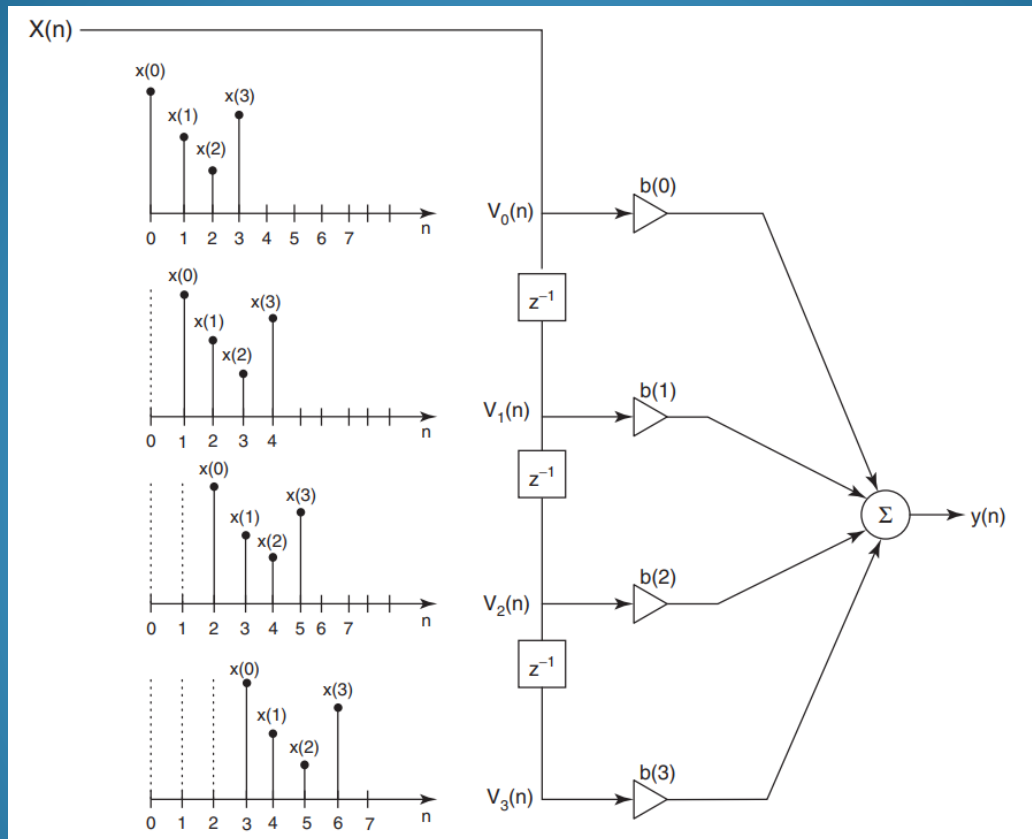 X(n)
x(0)
x(3)
x(1)
x(2)
0 1 2 3 4 5 6 7 n
V₀(n)
b(0)
z⁻¹
x(0)
x(3)
x(1)
x(2)
0 1 2 3 4 n
V₁(n)
b(1)
z⁻¹
x(0)
x(3)
x(1)
x(2)
0 1 2 3 4 5 6 7 n
V₂(n)
b(2)
Σ
y(n)
z⁻¹
x(0)
x(3)
x(1)
x(2)
0 1 2 3 4 5 6 7 n
V₃(n)
b(3)